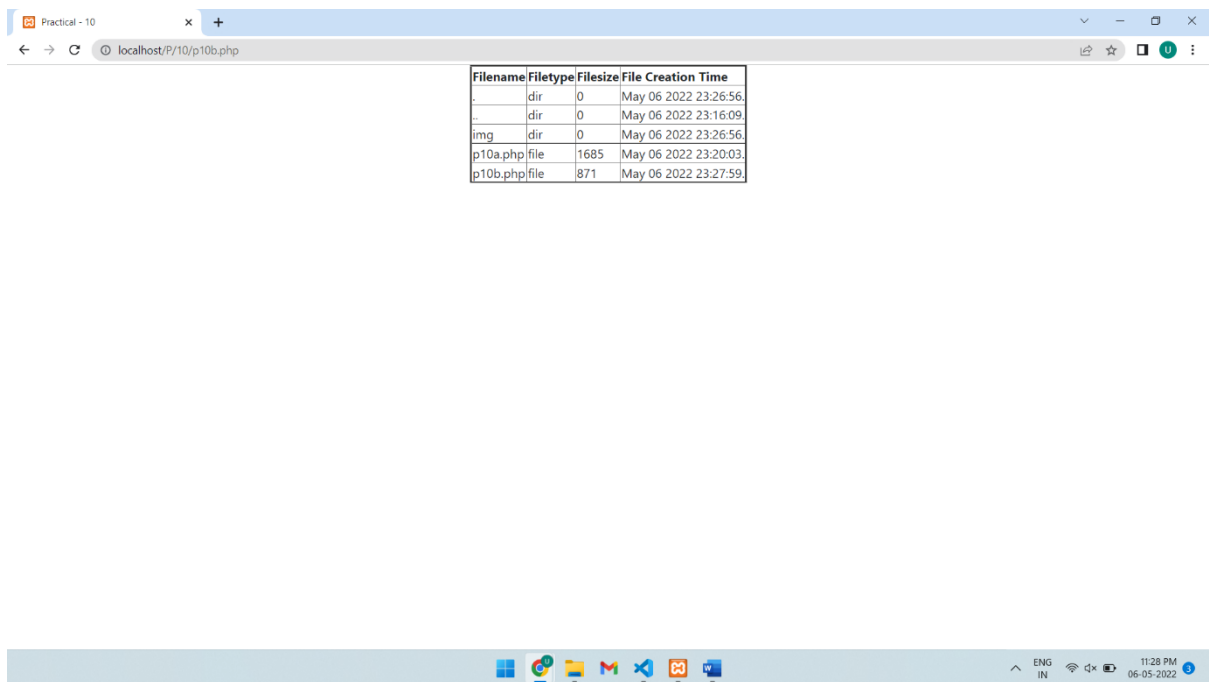 Practical - 10
localhost/P/10/p10b.php
U
Filename Filetype Filesize File Creation Time
. dir 0 May 06 2022 23:26:56.
.. dir 0 May 06 2022 23:16:09.
img dir 0 May 06 2022 23:26:56.
p10a.php file 1685 May 06 2022 23:20:03.
p10b.php file 871 May 06 2022 23:27:59.
U
W
ENG
IN
11:28 PM
06-05-2022
3